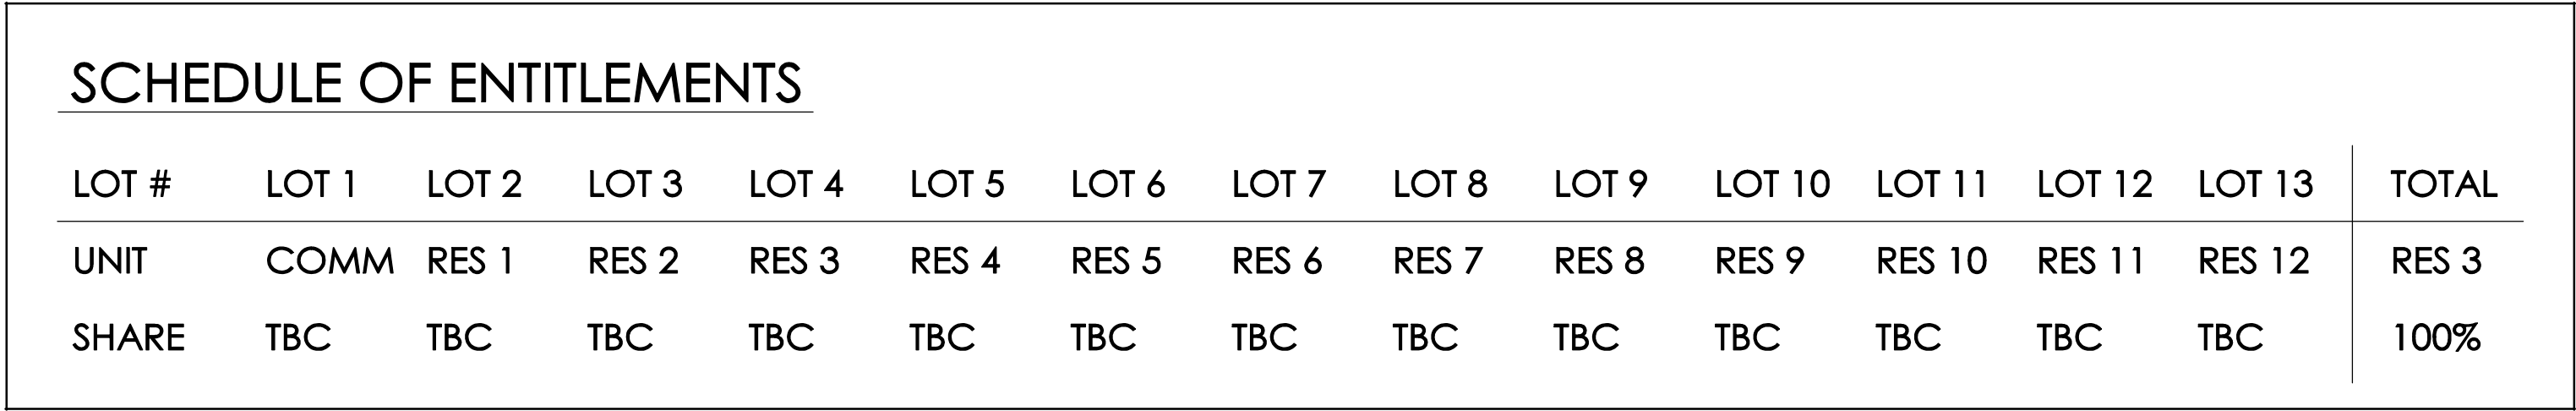 SCHEDULE OF ENTITLEMENTS
LOT # LOT 1 LOT 2 LOT 3 LOT 4 LOT 5 LOT 6 LOT 7 LOT 8 LOT 9 LOT 10 LOT 11 LOT 12 LOT 13 TOTAL
UNIT COMM RES 1 RES 2 RES 3 RES 4 RES 5 RES 6 RES 7 RES 8 RES 9 RES 10 RES 11 RES 12 RES 3
SHARE TBC TBC TBC TBC TBC TBC TBC TBC TBC TBC TBC TBC TBC 100%